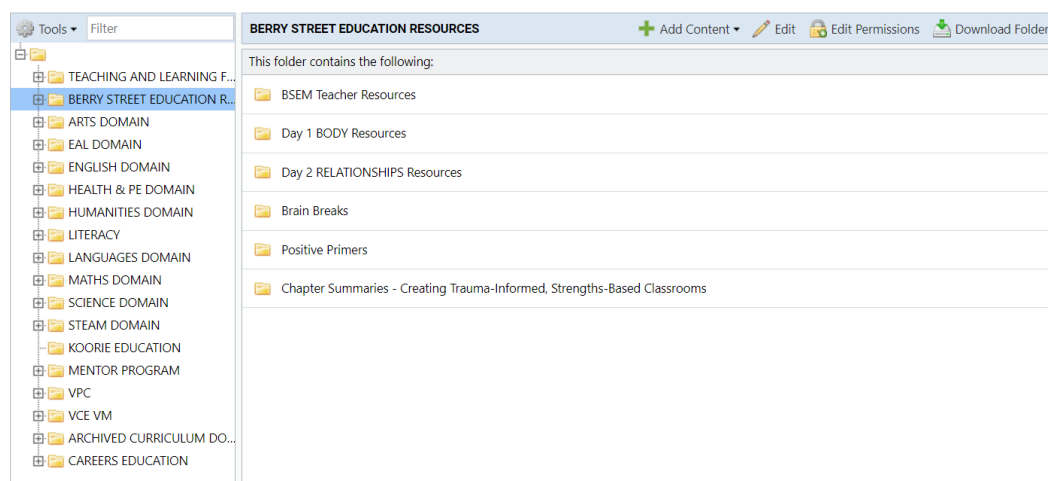 Tools
Filter
BERRY STREET EDUCATION RESOURCES
Add Content
Edit
Edit Permissions
Download Folder
This folder contains the following:
TEACHING AND LEARNING F...
BERRY STREET EDUCATION R...
ARTS DOMAIN
EAL DOMAIN
ENGLISH DOMAIN
HEALTH & PE DOMAIN
HUMANITIES DOMAIN
LITERACY
LANGUAGES DOMAIN
MATHS DOMAIN
SCIENCE DOMAIN
STEAM DOMAIN
KOORIE EDUCATION
MENTOR PROGRAM
VPC
VCE VM
ARCHIVED CURRICULUM DO...
CAREERS EDUCATION
BSEM Teacher Resources
Day 1 BODY Resources
Day 2 RELATIONSHIPS Resources
Brain Breaks
Positive Primers
Chapter Summaries - Creating Trauma-Informed, Strengths-Based Classrooms